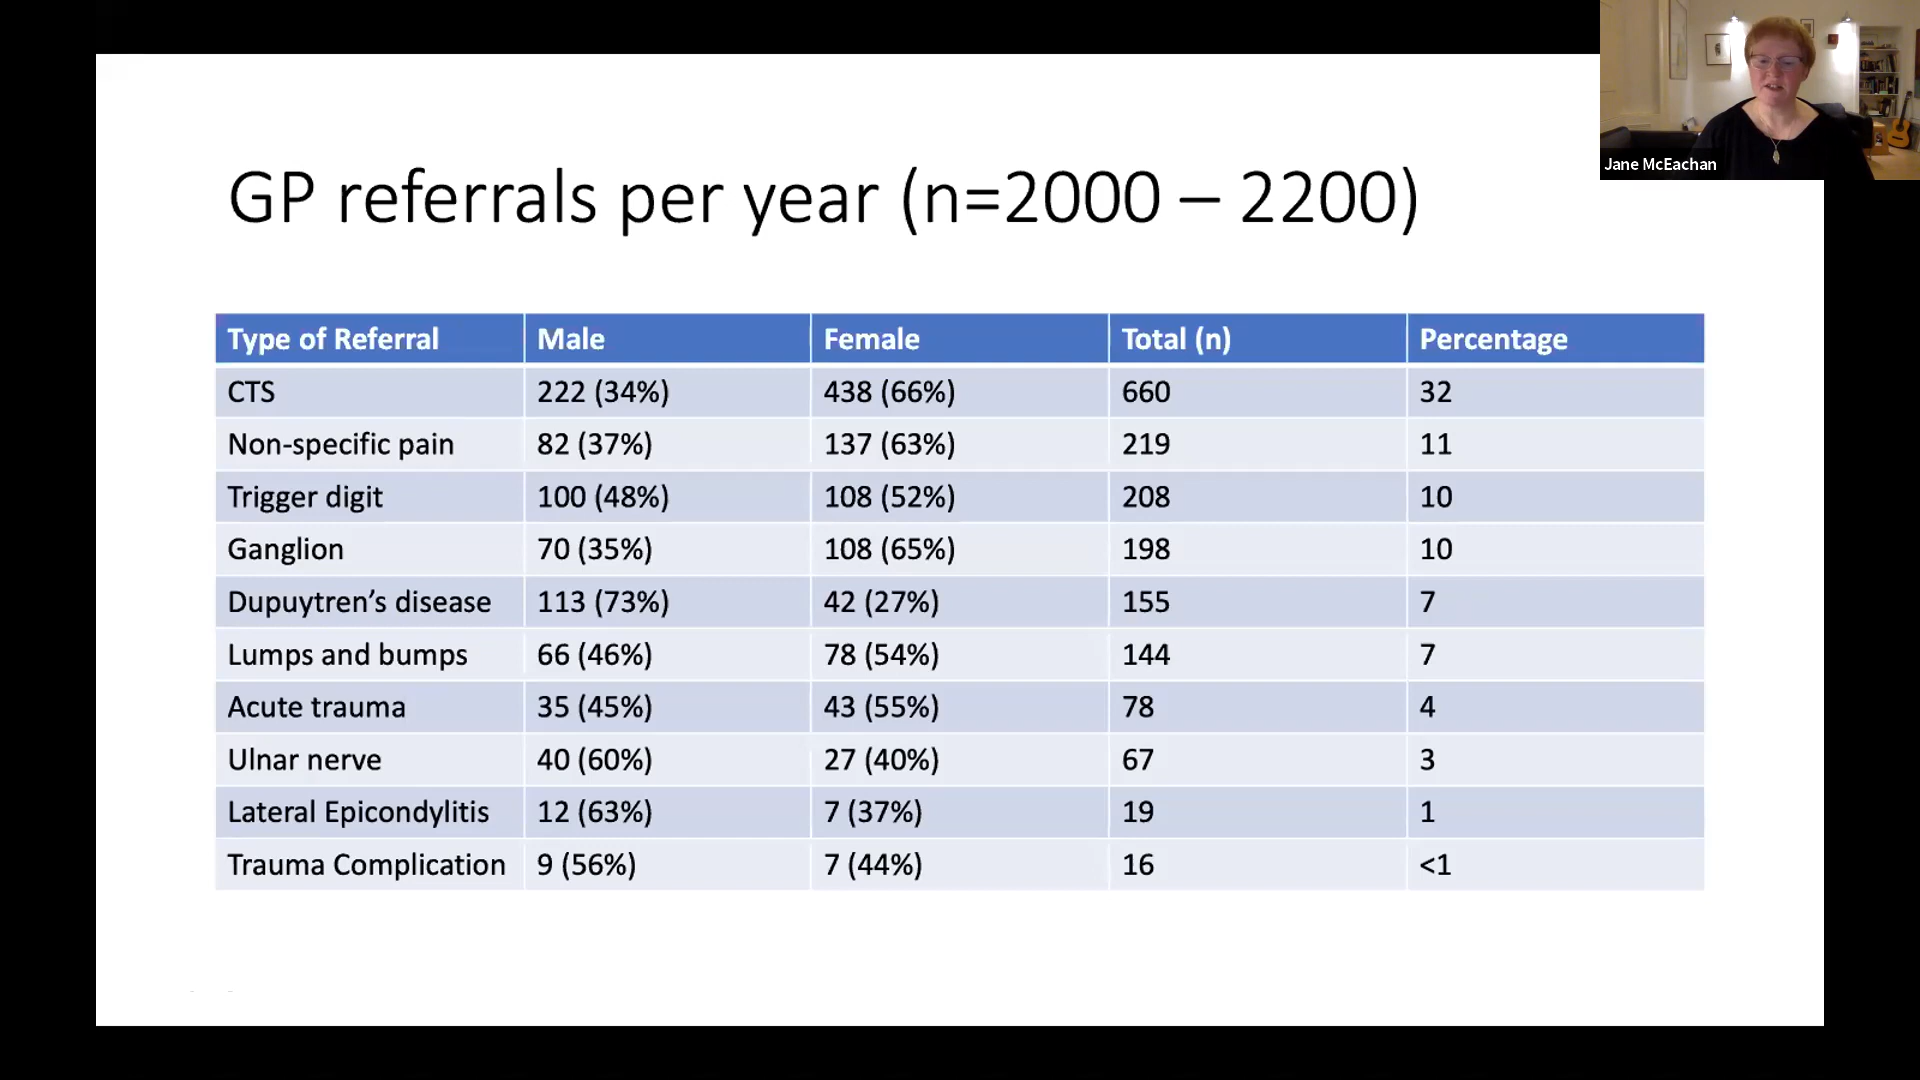 Jane McEachan
GP referrals per year (n=2000 – 2200)
Type of Referral Male Female Total (n) Percentage
CTS 222 (34%) 438 (66%) 660 32
Non-specific pain 82 (37%) 137 (63%) 219 11
Trigger digit 100 (48%) 108 (52%) 208 10
Ganglion 70 (35%) 108 (65%) 198 10
Dupuytren’s disease 113 (73%) 42 (27%) 155 7
Lumps and bumps 66 (46%) 78 (54%) 144 7
Acute trauma 35 (45%) 43 (55%) 78 4
Ulnar nerve 40 (60%) 27 (40%) 67 3
Lateral Epicondylitis 12 (63%) 7 (37%) 19 1
Trauma Complication 9 (56%) 7 (44%) 16 <1